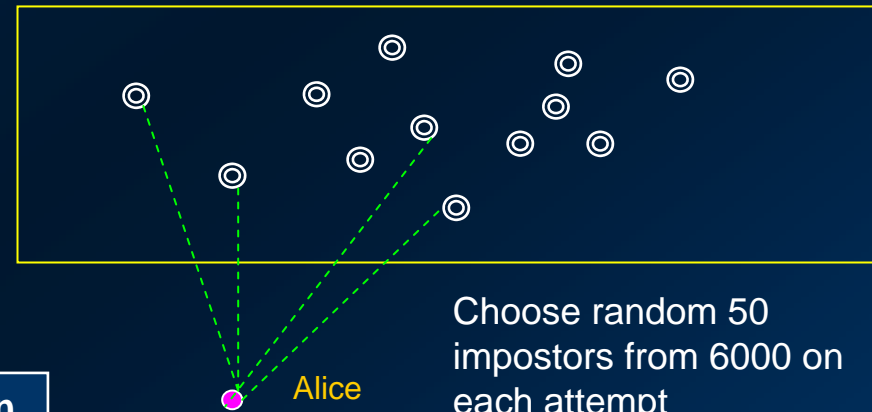 Choose random 50
impostors from 6000 on
Alice
each attempt